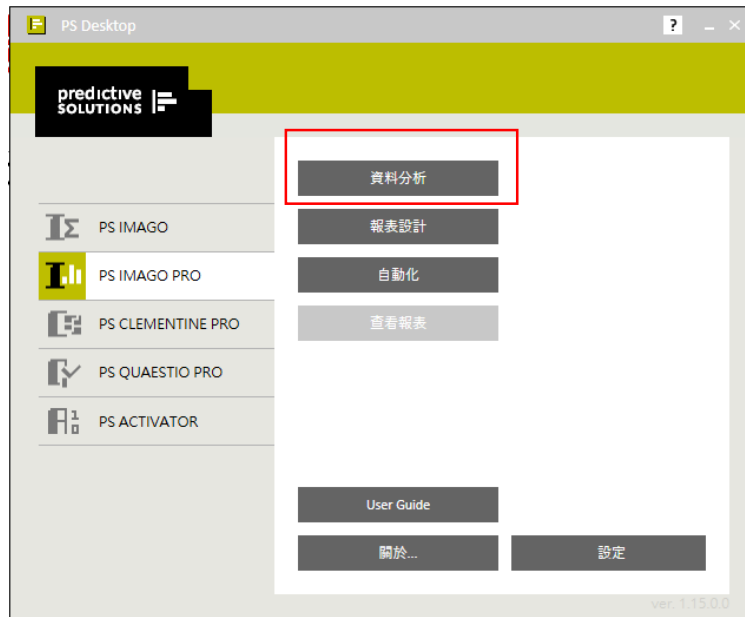 PS Desktop
?
predictive
SOLUTIONS
PS IMAGO
PS IMAGO PRO
PS CLEMENTINE PRO
PS QUAESTIO PRO
PS ACTIVATOR
資料分析
報表設計
自動化
查看報表
User Guide
關於...
設定
ver. 1.15.0.0